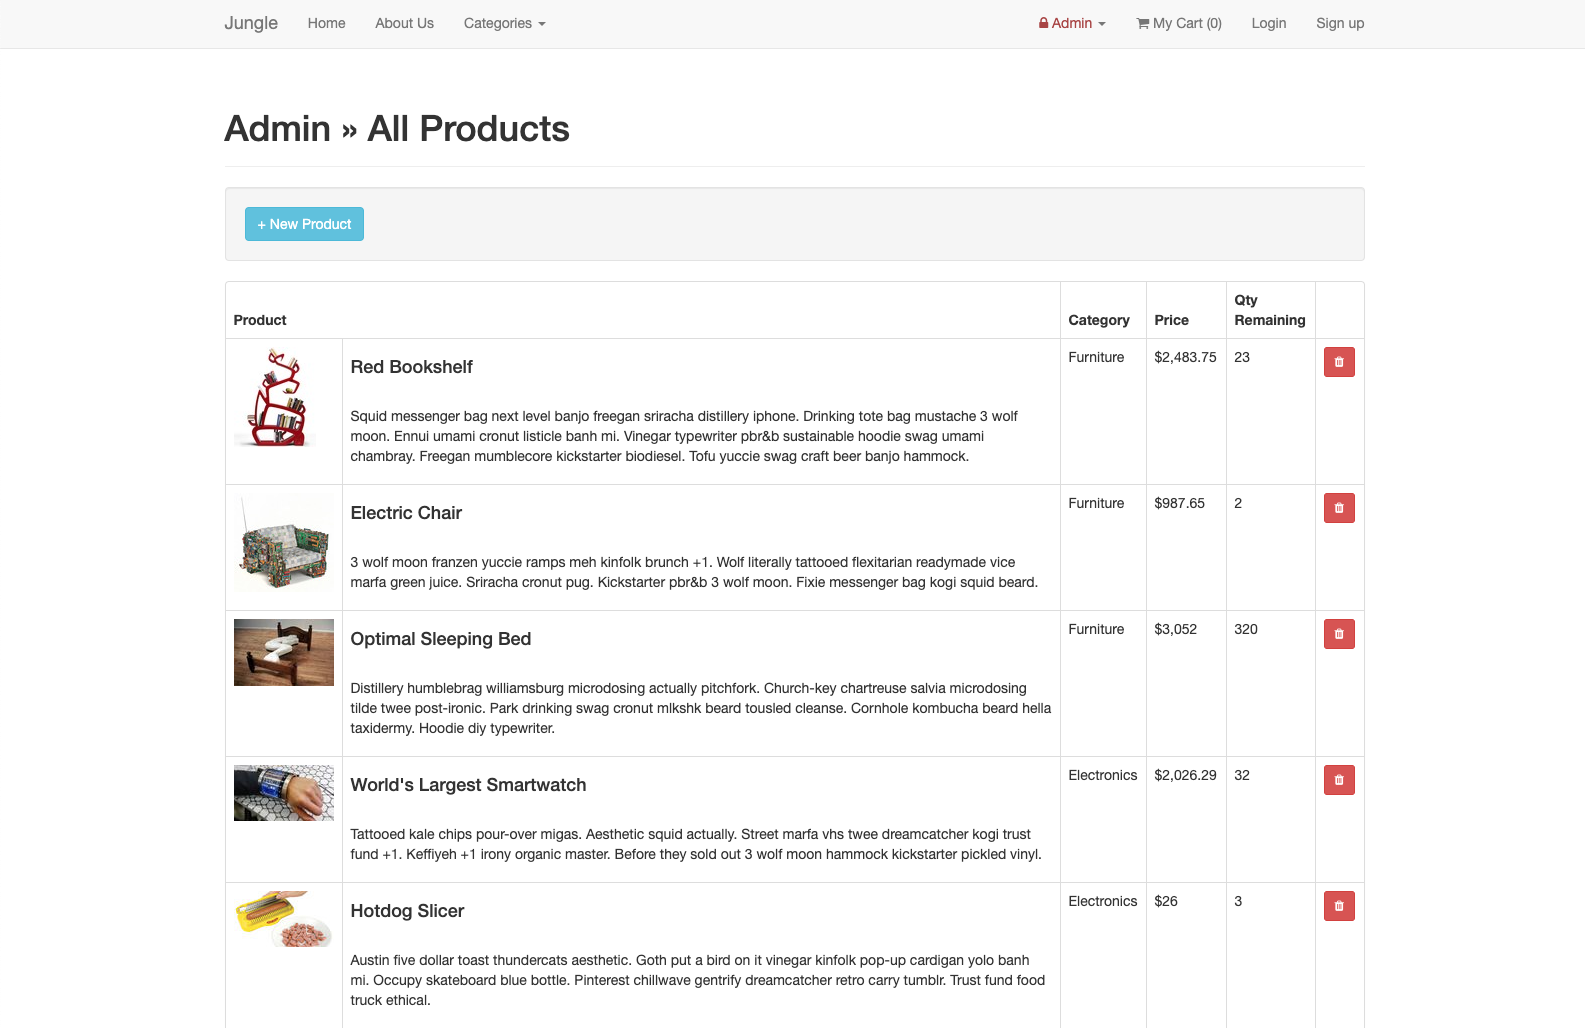 Jungle Home About Us Categories Admin My Cart (0) Login Sign up
Admin » All Products
+ New Product
Product Category Price Qty
Remaining
Red Bookshelf Furniture $2,483.75 23
Squid messenger bag next level banjo freegan sriracha distillery iphone. Drinking tote bag mustache 3 wolf
moon. Ennui umami cronut listicle banh mi. Vinegar typewriter pbr&b sustainable hoodie swag umami
chambray. Freegan mumblecore kickstarter biodiesel. Tofu yuccie swag craft beer banjo hammock.
Electric Chair Furniture $987.65 2
3 wolf moon franzen yuccie ramps meh kinfolk brunch +1. Wolf literally tattooed flexitarian readymade vice
marfa green juice. Sriracha cronut pug. Kickstarter pbr&b 3 wolf moon. Fixie messenger bag kogi squid beard.
Optimal Sleeping Bed Furniture $3,052 320
Distillery humblebrag williamsburg microdosing actually pitchfork. Church-key chartreuse salvia microdosing
tilde twee post-ironic. Park drinking swag cronut mlkshk beard tousled cleanse. Cornhole kombucha beard hella
taxidermy. Hoodie diy typewriter.
World's Largest Smartwatch Electronics $2,026.29 32
Tattooed kale chips pour-over migas. Aesthetic squid actually. Street marfa vhs twee dreamcatcher kogi trust
fund +1. Keffiyeh +1 irony organic master. Before they sold out 3 wolf moon hammock kickstarter pickled vinyl.
Hotdog Slicer Electronics $26 3
Austin five dollar toast thundercats aesthetic. Goth put a bird on it vinegar kinfolk pop-up cardigan yolo banh
mi. Occupy skateboard blue bottle. Pinterest chillwave gentrify dreamcatcher retro carry tumblr. Trust fund food
truck ethical.